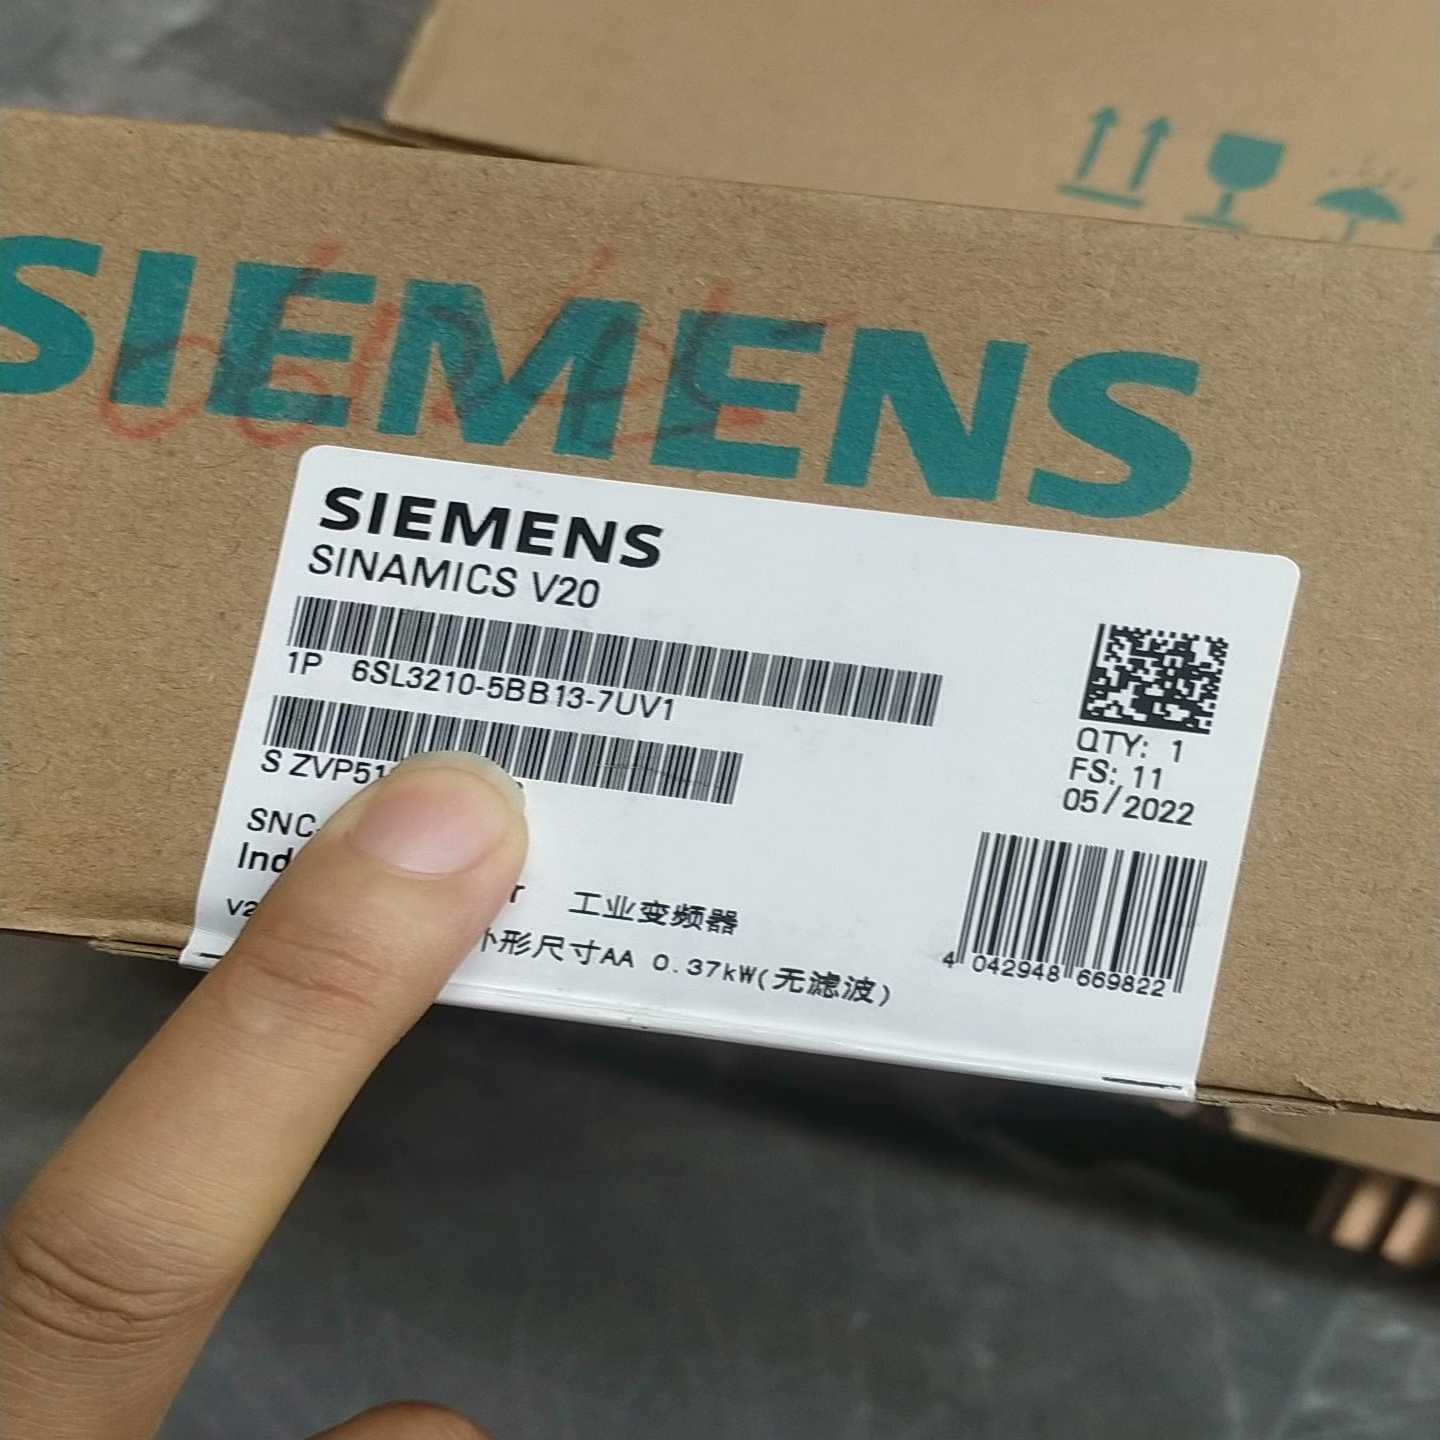 SIEMENS
SIEMENS
SINAMICS V20
1P 6SL3210-5BB13-7UV1
S ZVP51
QTY: 1
FS: 11
05/2022
SNC-
工业变频器
外形尺寸AA 0.37kW(无滤波)
4 042948 669822